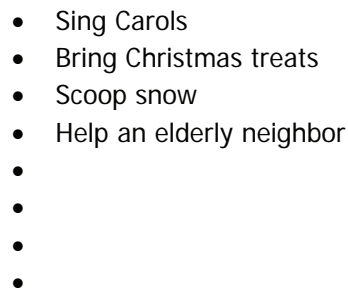 • Sing Carols
• Bring Christmas treats
• Scoop snow
• Help an elderly neighbor
•
•
•
•